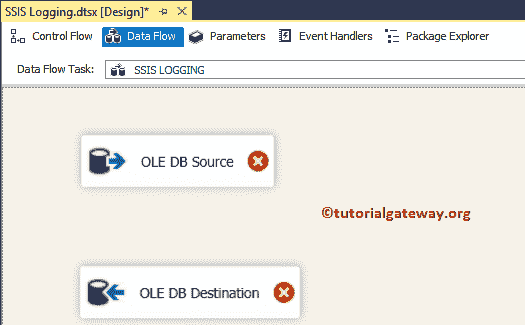 SSIS Logging.dtsx [Design]*
Control Flow Data Flow Parameters Event Handlers Package Explorer
Data Flow Task: SSIS LOGGING
OLE DB Source
©tutorialgateway.org
OLE DB Destination